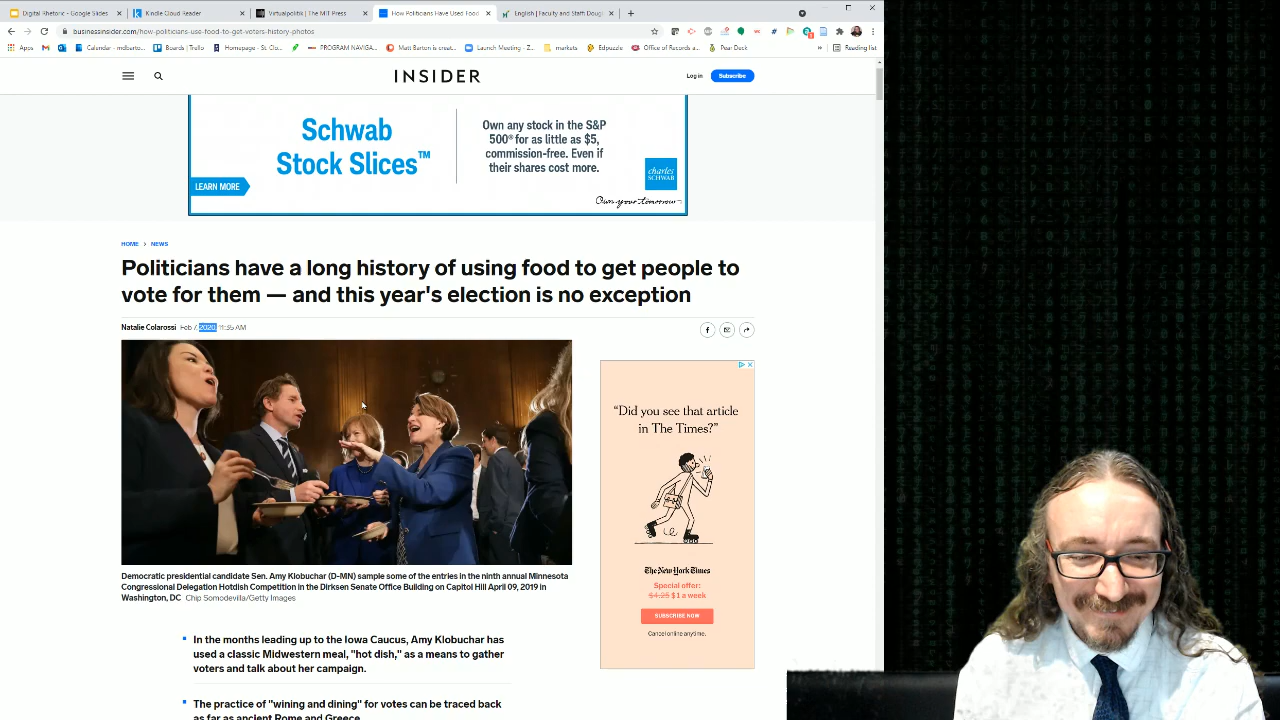 Digital Rhetoric - Google Slides
Kindle Cloud Reader
Virtualpolitik | The MIT Press
How Politicians Have Used Food
English | Faculty and Staff: Dougl
businessinsider.com/how-politicians-use-food-to-get-voters-history-photos
Apps
Calendar - mdbarto...
Boards | Trello
Homepage - St. Clo...
PROGRAM NAVIGA...
Matt Barton is creat...
Launch Meeting - Z...
markets
Edpuzzle
Office of Records a...
Pear Deck
»
Reading list
INSIDER
Log in
Subscribe
Schwab
Stock Slices™
LEARN MORE
Own any stock in the S&P
500® for as little as $5,
commission-free. Even if
their shares cost more.
charles
SCHWAB
Own your tomorrow
HOME > NEWS
Politicians have a long history of using food to get people to
vote for them — and this year's election is no exception
Natalie Colarossi Feb 7, 2020, 11:35 AM
Democratic presidential candidate Sen. Amy Klobuchar (D-MN) sample some of the entries in the ninth annual Minnesota
Congressional Delegation Hotdish Competition in the Dirksen Senate Office Building on Capitol Hill April 09, 2019 in
Washington, DC Chip Somodevilla/Getty Images
In the months leading up to the Iowa Caucus, Amy Klobuchar has
used a classic Midwestern meal, "hot dish," as a means to gather
voters and talk about her campaign.
The practice of "wining and dining" for votes can be traced back
as far as ancient Rome and Greece.
“Did you see that article
in The Times?”
The New York Times
Special offer:
$4.25 $1 a week
SUBSCRIBE NOW
Cancel online anytime.